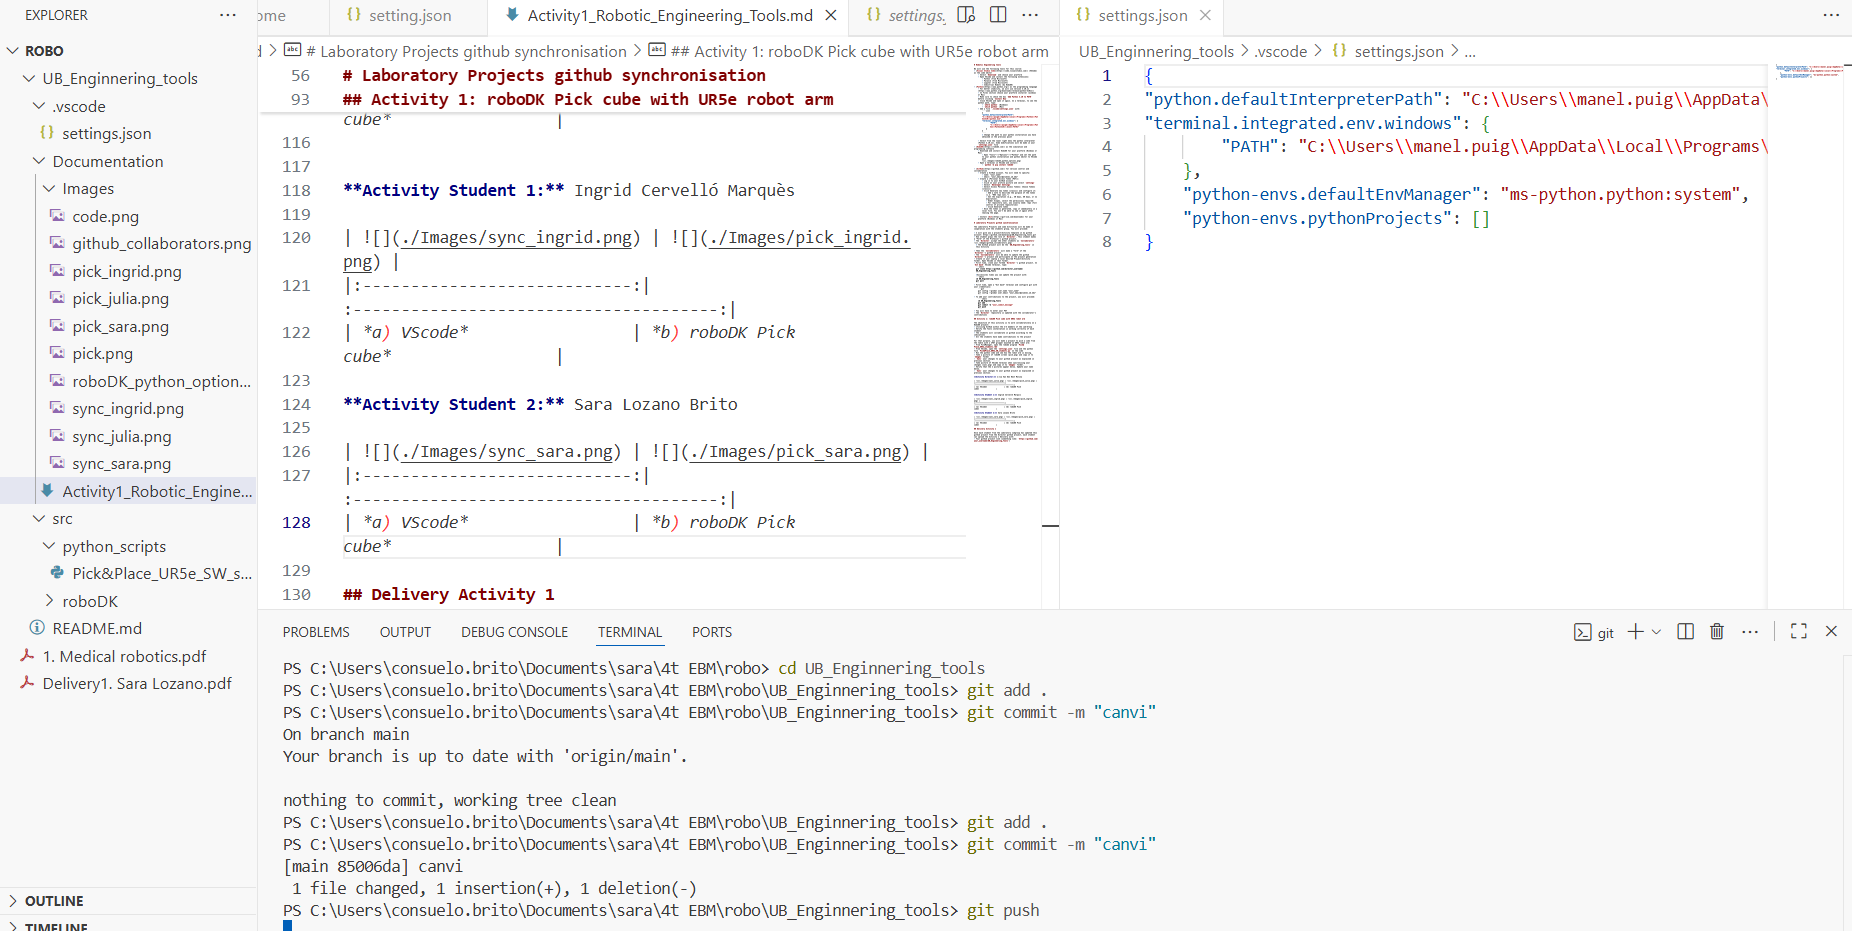 EXPLORER
ROBO
UB_Enginnering_tools
.vscode
{} settings.json
Documentation
Images
code.png
github_collaborators.png
pick_ingrid.png
pick_julia.png
pick_sara.png
pick.png
roboDK_python_option...
sync_ingrid.png
sync_julia.png
sync_sara.png
Activity1_Robotic_Engine...
src
python_scripts
Pick&Place_UR5e_SW_s...
roboDK
README.md
1. Medical robotics.pdf
Delivery1. Sara Lozano.pdf
OUTLINE
TIMELINE
ome
{} setting.json
Activity1_Robotic_Engineering_Tools.md
{} settings.
d > # Laboratory Projects github synchronisation > ## Activity 1: roboDK Pick cube with UR5e robot arm
56 # Laboratory Projects github synchronisation
93 ## Activity 1: roboDK Pick cube with UR5e robot arm
cube* |
116
117
118 **Activity Student 1:** Ingrid Cervelló Marquès
119
120 | ![](./Images/sync_ingrid.png) | ![](./Images/pick_ingrid.
png) |
121 |:----------------------------:|
:--------------------------------------:|
122 | *a) VScode* | *b) roboDK Pick
cube* |
123
124 **Activity Student 2:** Sara Lozano Brito
125
126 | ![](./Images/sync_sara.png) | ![](./Images/pick_sara.png) |
127 |:----------------------------:|
:--------------------------------------:|
128 | *a) VScode* | *b) roboDK Pick
cube* |
129
130 ## Delivery Activity 1
{} settings.json
UB_Enginnering_tools > .vscode > {} settings.json > ...
1 {
2 "python.defaultInterpreterPath": "C:\\Users\\manel.puig\\AppData\
3 "terminal.integrated.env.windows": {
4 "PATH": "C:\\Users\\manel.puig\\AppData\\Local\\Programs\
5 },
6 "python-envs.defaultEnvManager": "ms-python.python:system",
7 "python-envs.pythonProjects": []
8 }
PROBLEMS OUTPUT DEBUG CONSOLE TERMINAL PORTS
git
PS C:\Users\consuelo.brito\Documents\sara\4t EBM\robo> cd UB_Enginnering_tools
PS C:\Users\consuelo.brito\Documents\sara\4t EBM\robo\UB_Enginnering_tools> git add .
PS C:\Users\consuelo.brito\Documents\sara\4t EBM\robo\UB_Enginnering_tools> git commit -m "canvi"
On branch main
Your branch is up to date with 'origin/main'.
nothing to commit, working tree clean
PS C:\Users\consuelo.brito\Documents\sara\4t EBM\robo\UB_Enginnering_tools> git add .
PS C:\Users\consuelo.brito\Documents\sara\4t EBM\robo\UB_Enginnering_tools> git commit -m "canvi"
[main 85006da] canvi
1 file changed, 1 insertion(+), 1 deletion(-)
PS C:\Users\consuelo.brito\Documents\sara\4t EBM\robo\UB_Enginnering_tools> git push